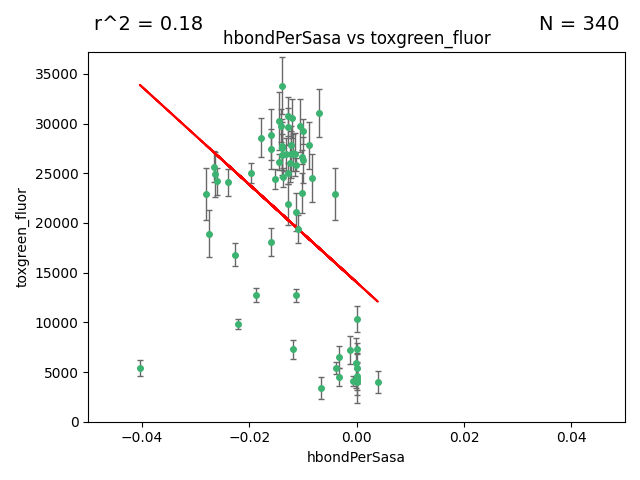 r^2 = 0.18
N = 340
hbondPerSasa vs toxgreen_fluor
toxgreen_fluor
35000
30000
25000
20000
15000
10000
5000
0
−0.04
−0.02
0.00
0.02
0.04
hbondPerSasa